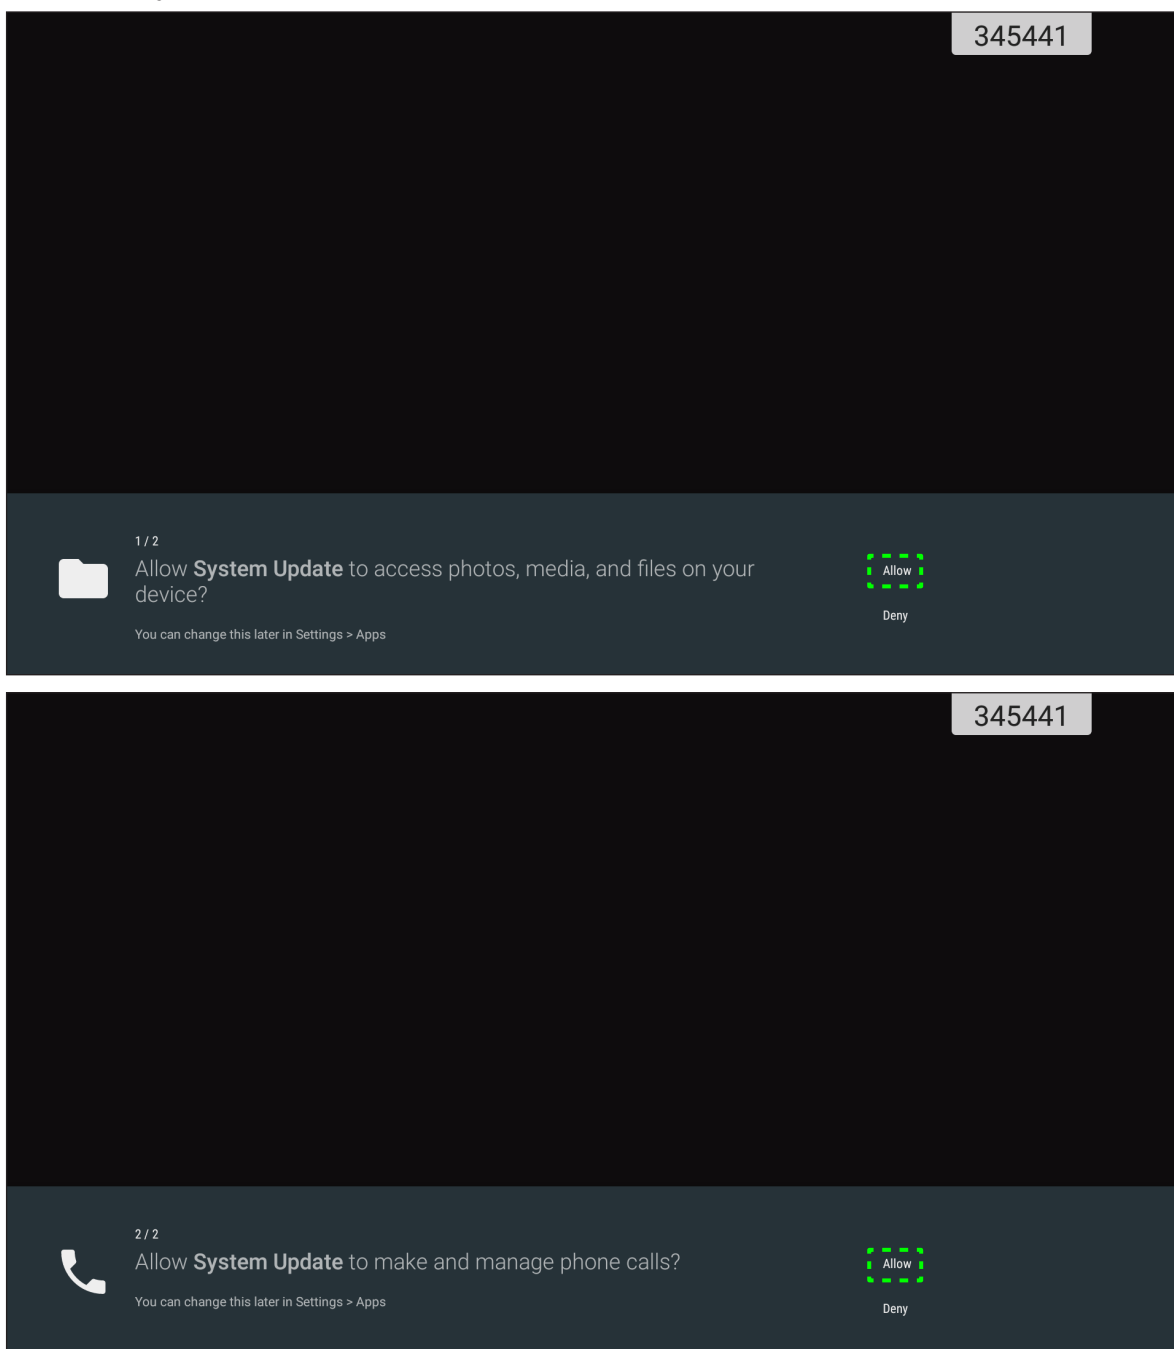 345441
1 / 2
Allow System Update to access photos, media, and files on your
device?
You can change this later in Settings > Apps
Allow
Deny
345441
2 / 2
Allow System Update to make and manage phone calls?
You can change this later in Settings > Apps
Allow
Deny